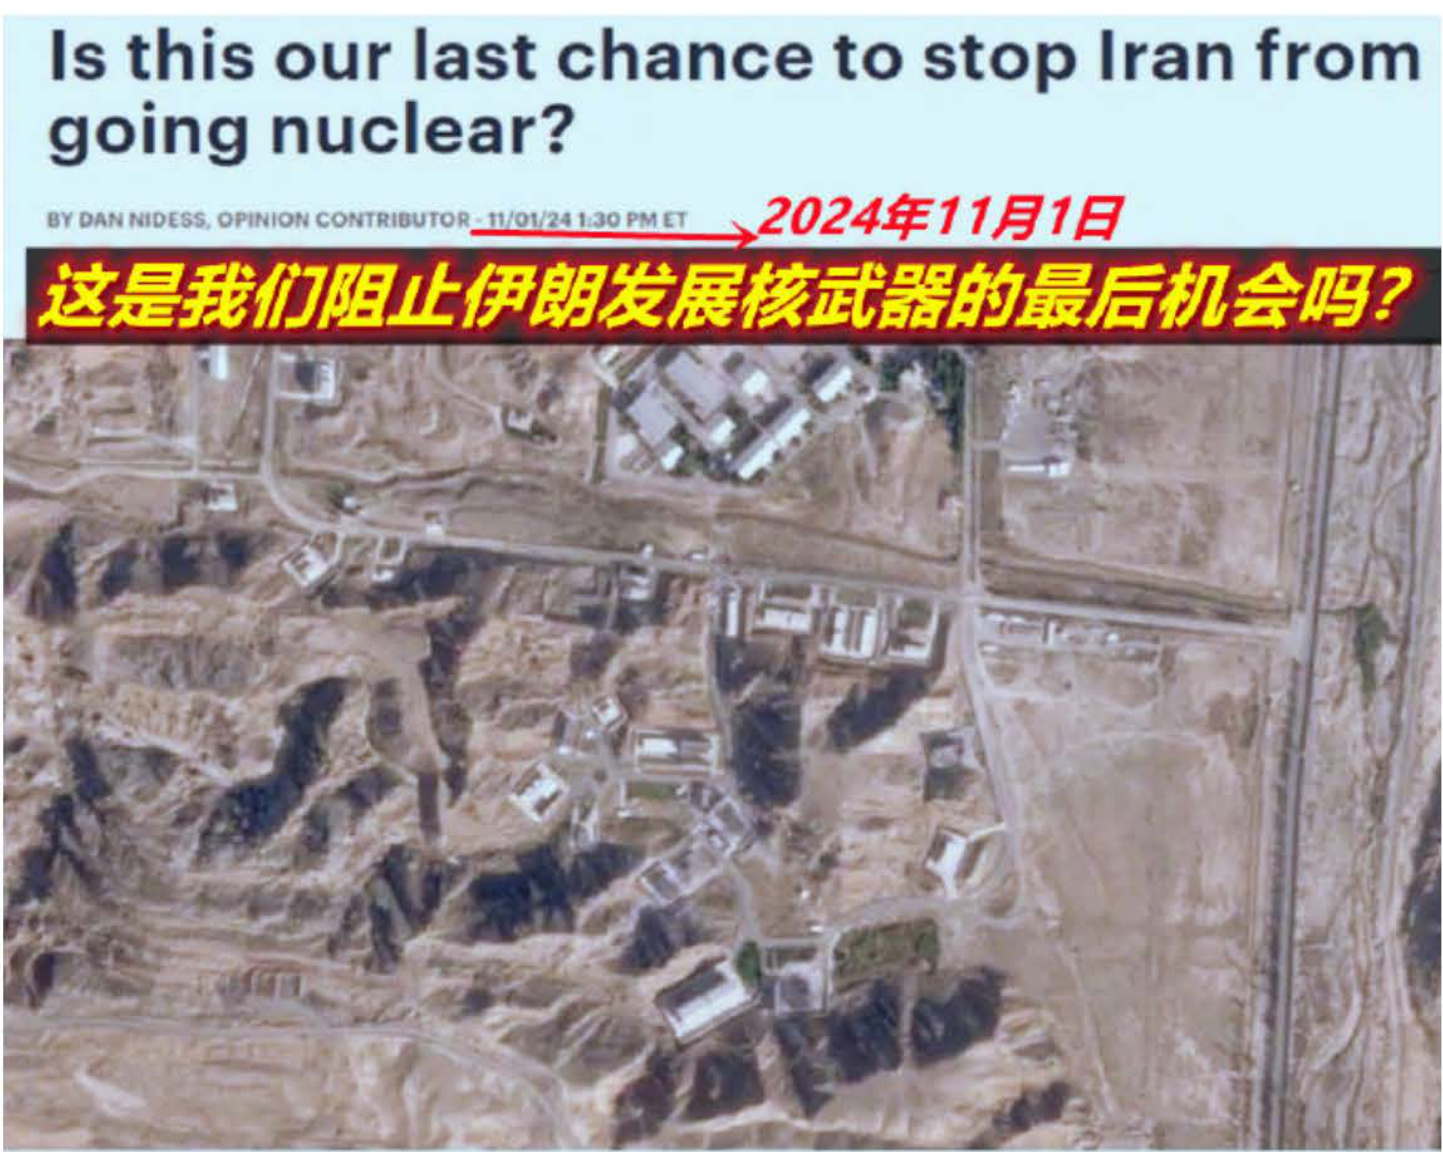 Is this our last chance to stop Iran from
going nuclear?
BY DAN NIDESS, OPINION CONTRIBUTOR - 11/01/24 1:30 PM ET
2024年11月1日
这是我们阻止伊朗发展核武器的最后机会吗?